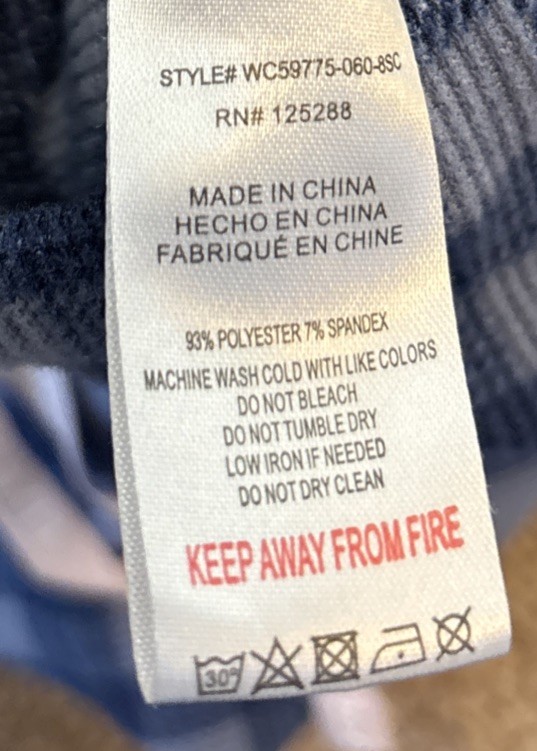 STYLE# WC59775-060-8SC
RN# 125288
MADE IN CHINA
HECHO EN CHINA
FABRIQUÉ EN CHINE
93% POLYESTER 7% SPANDEX
MACHINE WASH COLD WITH LIKE COLORS
DO NOT BLEACH
DO NOT TUMBLE DRY
LOW IRON IF NEEDED
DO NOT DRY CLEAN
KEEP AWAY FROM FIRE
30°